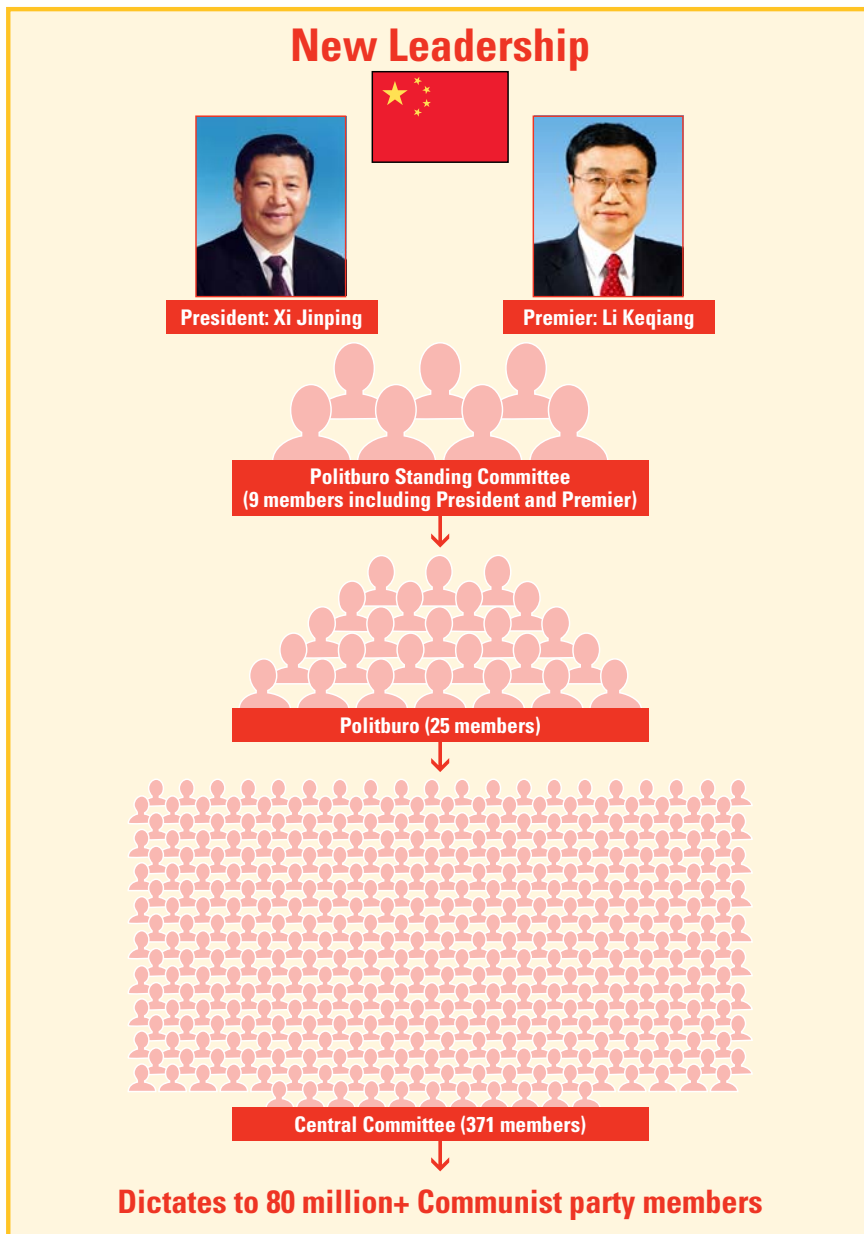 New Leadership
President: Xi Jinping
Premier: Li Keqiang
Politburo Standing Committee
(9 members including President and Premier)
Politburo (25 members)
Central Committee (371 members)
Dictates to 80 million+ Communist party members